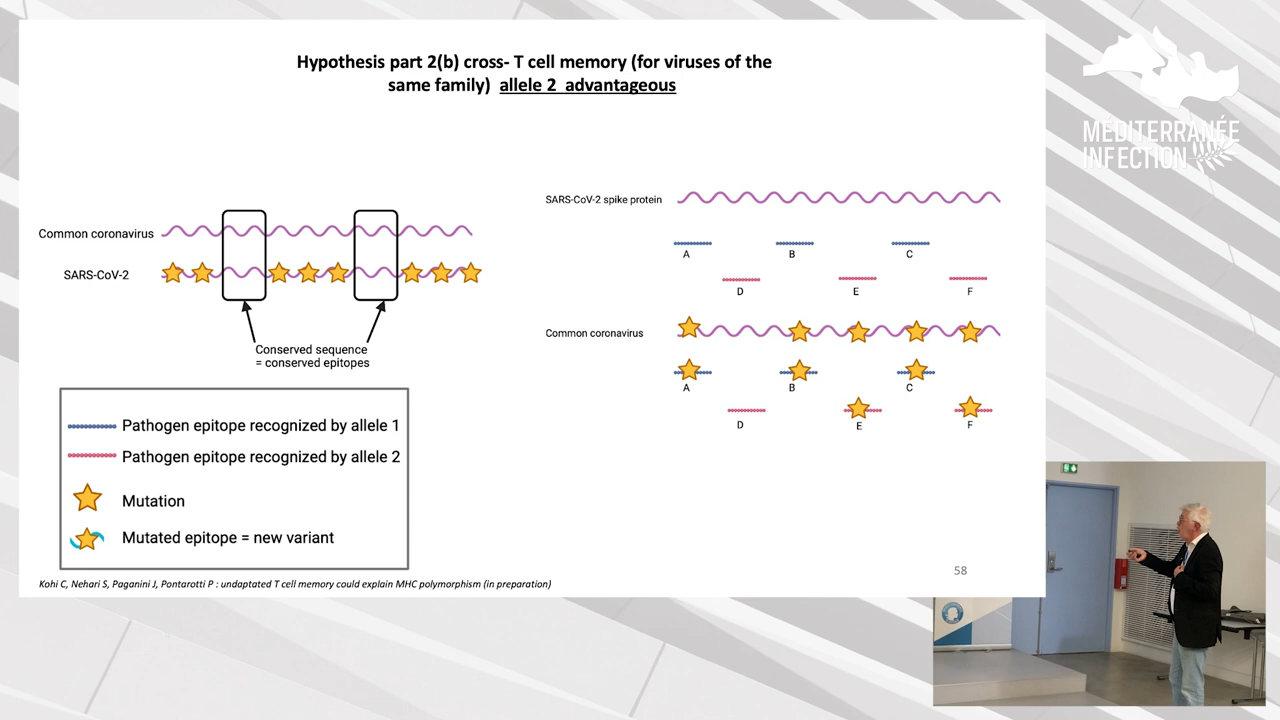 Hypothesis part 2(b) cross- T cell memory (for viruses of the
same family) allele 2 advantageous
MÉDITERRANÉE
INFECTION
Common coronavirus
SARS-CoV-2
Conserved sequence
= conserved epitopes
SARS-CoV-2 spike protein
A
B
C
D
E
F
Common coronavirus
A
B
C
D
E
F
Pathogen epitope recognized by allele 1
Pathogen epitope recognized by allele 2
Mutation
Mutated epitope = new variant
Kohi C, Nehari S, Paganini J, Pontarotti P : undaptated T cell memory could explain MHC polymorphism (in preparation)
58